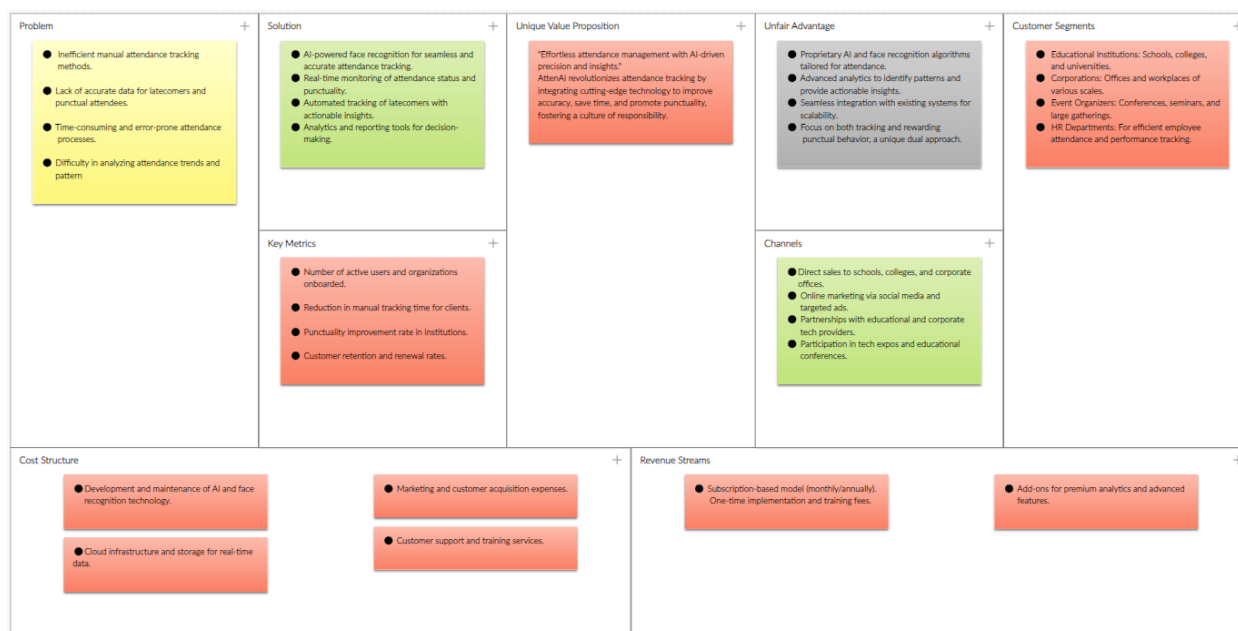 Problem
● Inefficient manual attendance tracking
methods.
● Lack of accurate data for latecomers and
punctual attendees.
● Time-consuming and error-prone attendance
processes.
● Difficulty in analyzing attendance trends and
pattern
Solution
● AI-powered face recognition for seamless and
accurate attendance tracking.
● Real-time monitoring of attendance status and
punctuality.
● Automated tracking of latecomers with
actionable insights.
● Analytics and reporting tools for decision-
making.
Key Metrics
● Number of active users and organizations
onboarded.
● Reduction in manual tracking time for clients.
● Punctuality improvement rate in institutions.
● Customer retention and renewal rates.
Unique Value Proposition
"Effortless attendance management with AI-driven
precision and insights."
AttenAi revolutionizes attendance tracking by
integrating cutting-edge technology to improve
accuracy, save time, and promote punctuality,
fostering a culture of responsibility.
Unfair Advantage
● Proprietary AI and face recognition algorithms
tailored for attendance.
● Advanced analytics to identify patterns and
provide actionable insights.
● Seamless integration with existing systems for
scalability.
● Focus on both tracking and rewarding
punctual behavior, a unique dual approach.
Channels
● Direct sales to schools, colleges, and corporate
offices.
● Online marketing via social media and
targeted ads.
● Partnerships with educational and corporate
tech providers.
● Participation in tech expos and educational
conferences.
Customer Segments
● Educational Institutions: Schools, colleges,
and universities.
● Corporations: Offices and workplaces of
various scales.
● Event Organizers: Conferences, seminars, and
large gatherings.
● HR Departments: For efficient employee
attendance and performance tracking.
Cost Structure
● Development and maintenance of AI and face
recognition technology.
● Cloud infrastructure and storage for real-time
data.
● Marketing and customer acquisition expenses.
● Customer support and training services.
Revenue Streams
● Subscription-based model (monthly/annually).
One-time implementation and training fees.
● Add-ons for premium analytics and advanced
features.